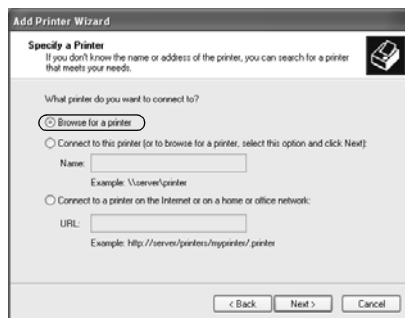 Add Printer Wizard
Specify a Printer
If you don't know the name or address of the printer, you can search for a printer
that meets your needs.
What printer do you want to connect to?
Browse for a printer
Connect to this printer (or to browse for a printer, select this option and click Next):
Name:
Example: \\server\printer
Connect to a printer on the Internet or on a home or office network:
URL:
Example: http://server/printers/myprinter/.printer
< Back
Next >
Cancel